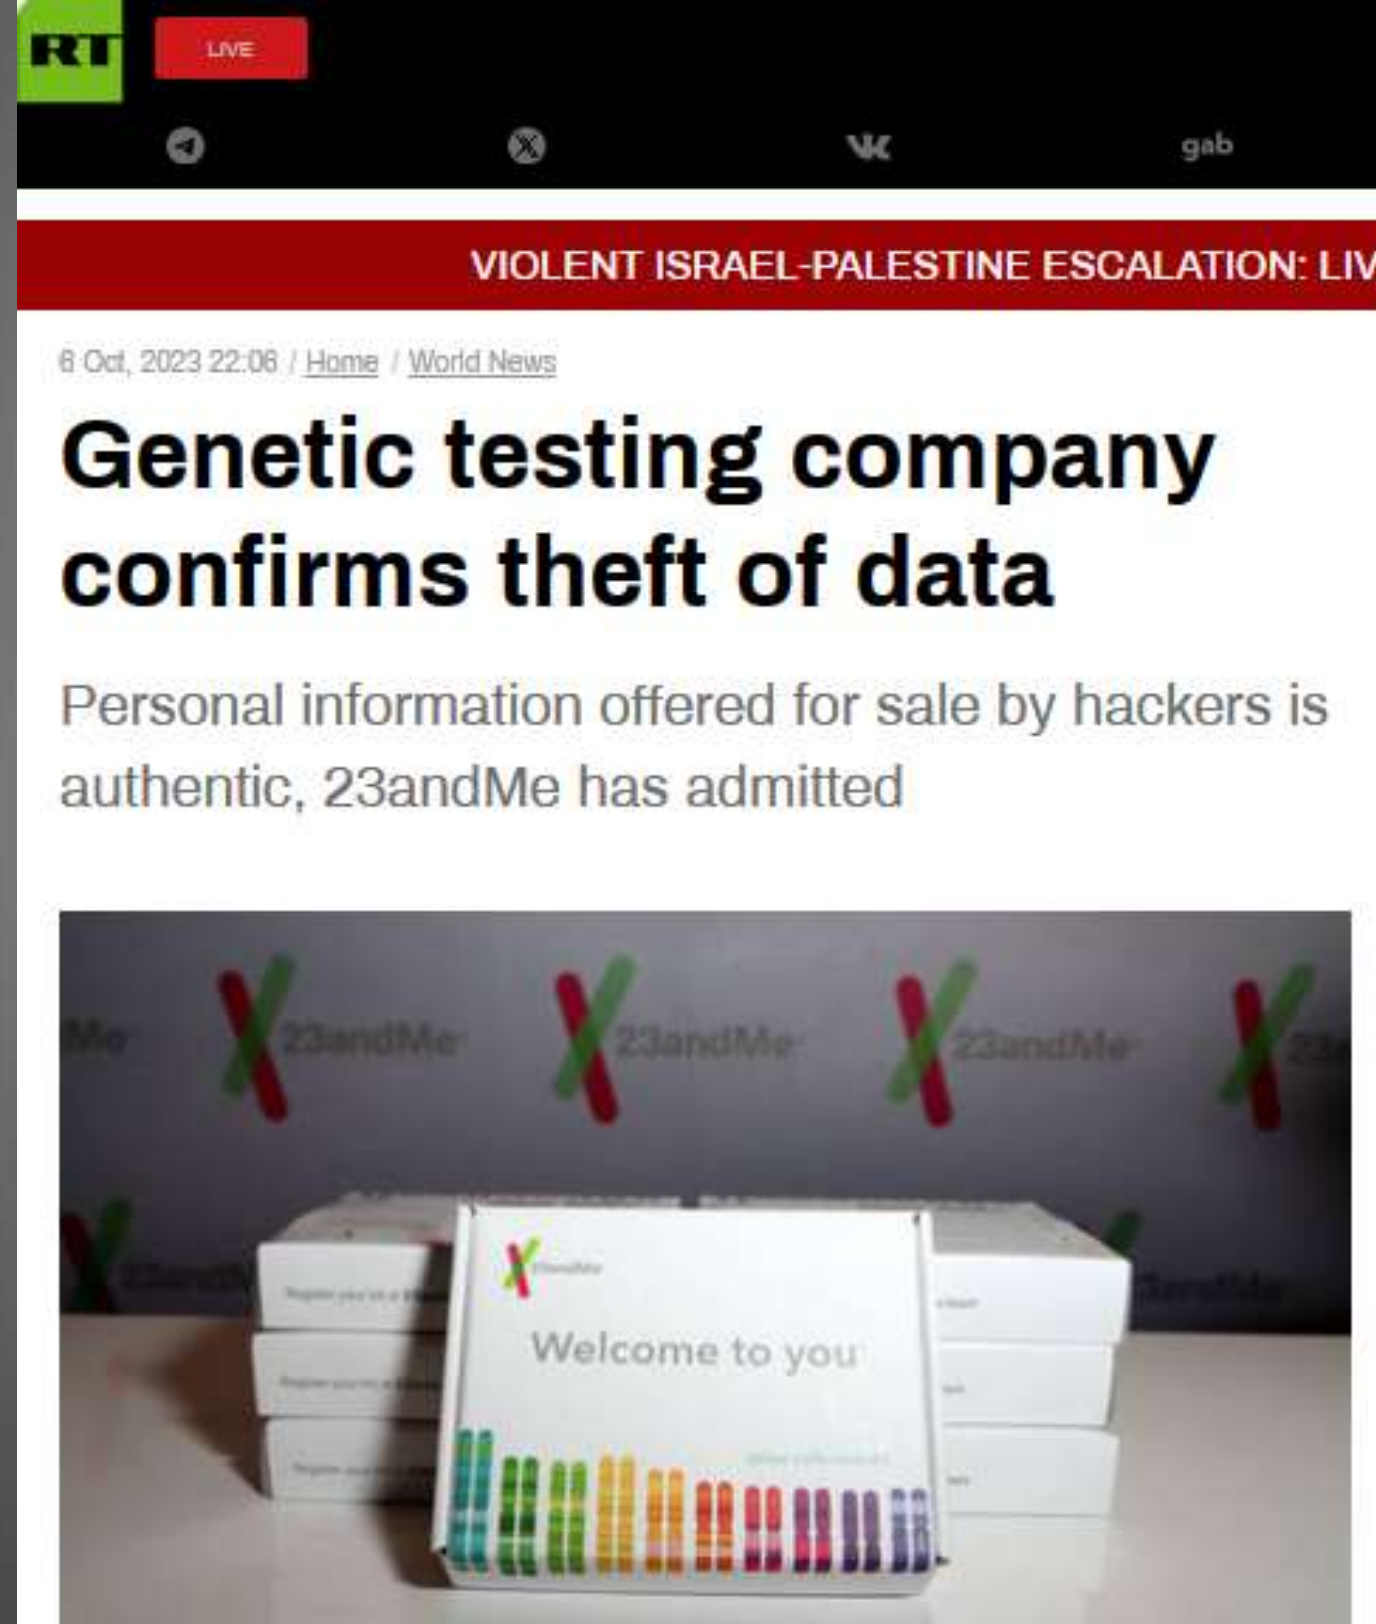 RT
LIVE
gab
VIOLENT ISRAEL-PALESTINE ESCALATION: LIV
6 Oct, 2023 22:06 / Home / World News
Genetic testing company
confirms theft of data
Personal information offered for sale by hackers is
authentic, 23andMe has admitted
Me 23andMe 23andMe 23andMe
23andMe
Welcome to you